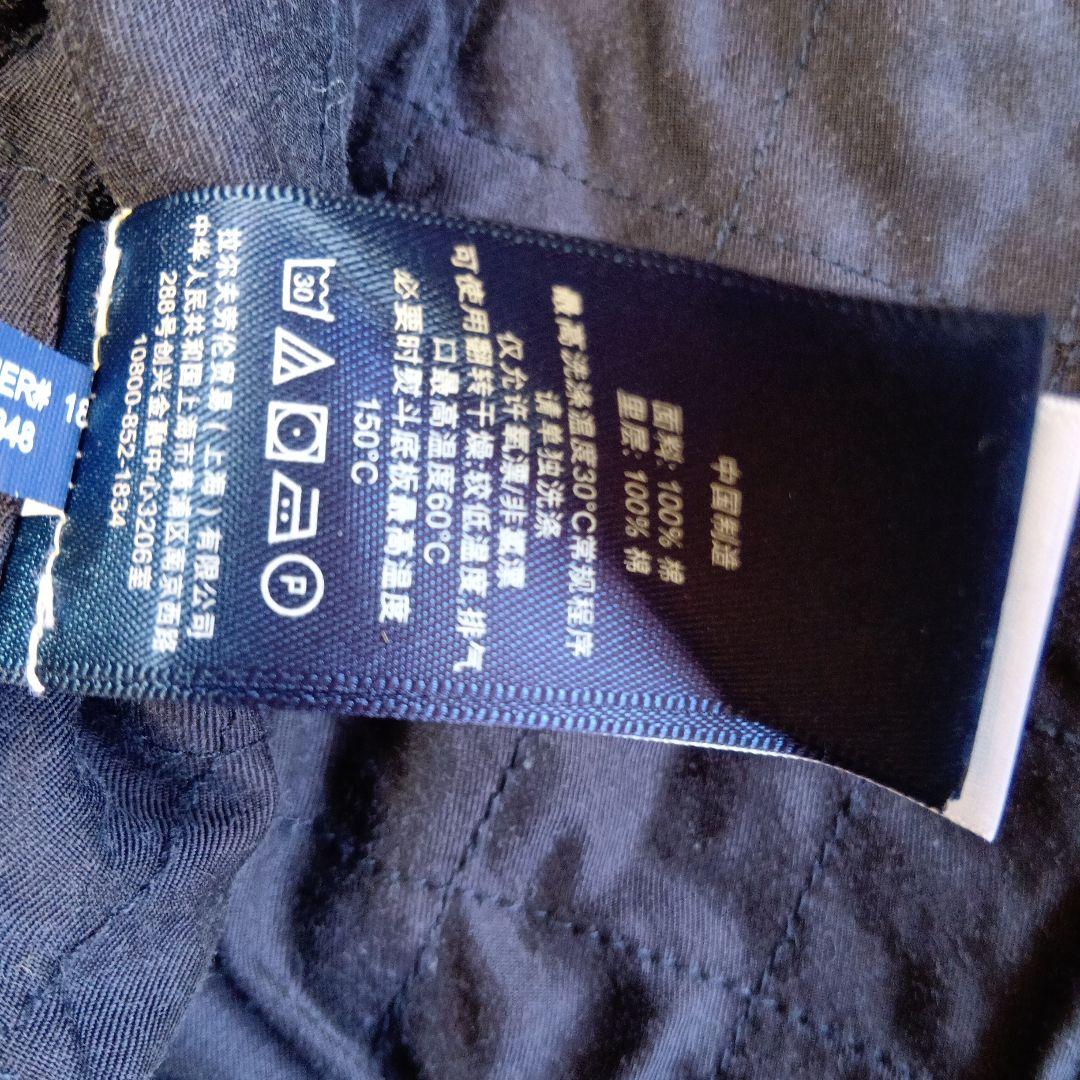 中国制造
面料: 100% 棉
里层: 100% 棉
最高洗涤温度30°C常规程序
请单独洗涤
仅允许氧漂/非氯漂
可使用翻转干燥;较低温度 排气
口最高温度60°C
必要时熨斗底板最高温度
150°C
30
P
拉尔夫劳伦贸易（上海）有限公司
中华人民共和国上海市黄浦区南京西路
288号创兴金融中心3206室
10800-852-1834
ER# 18
948